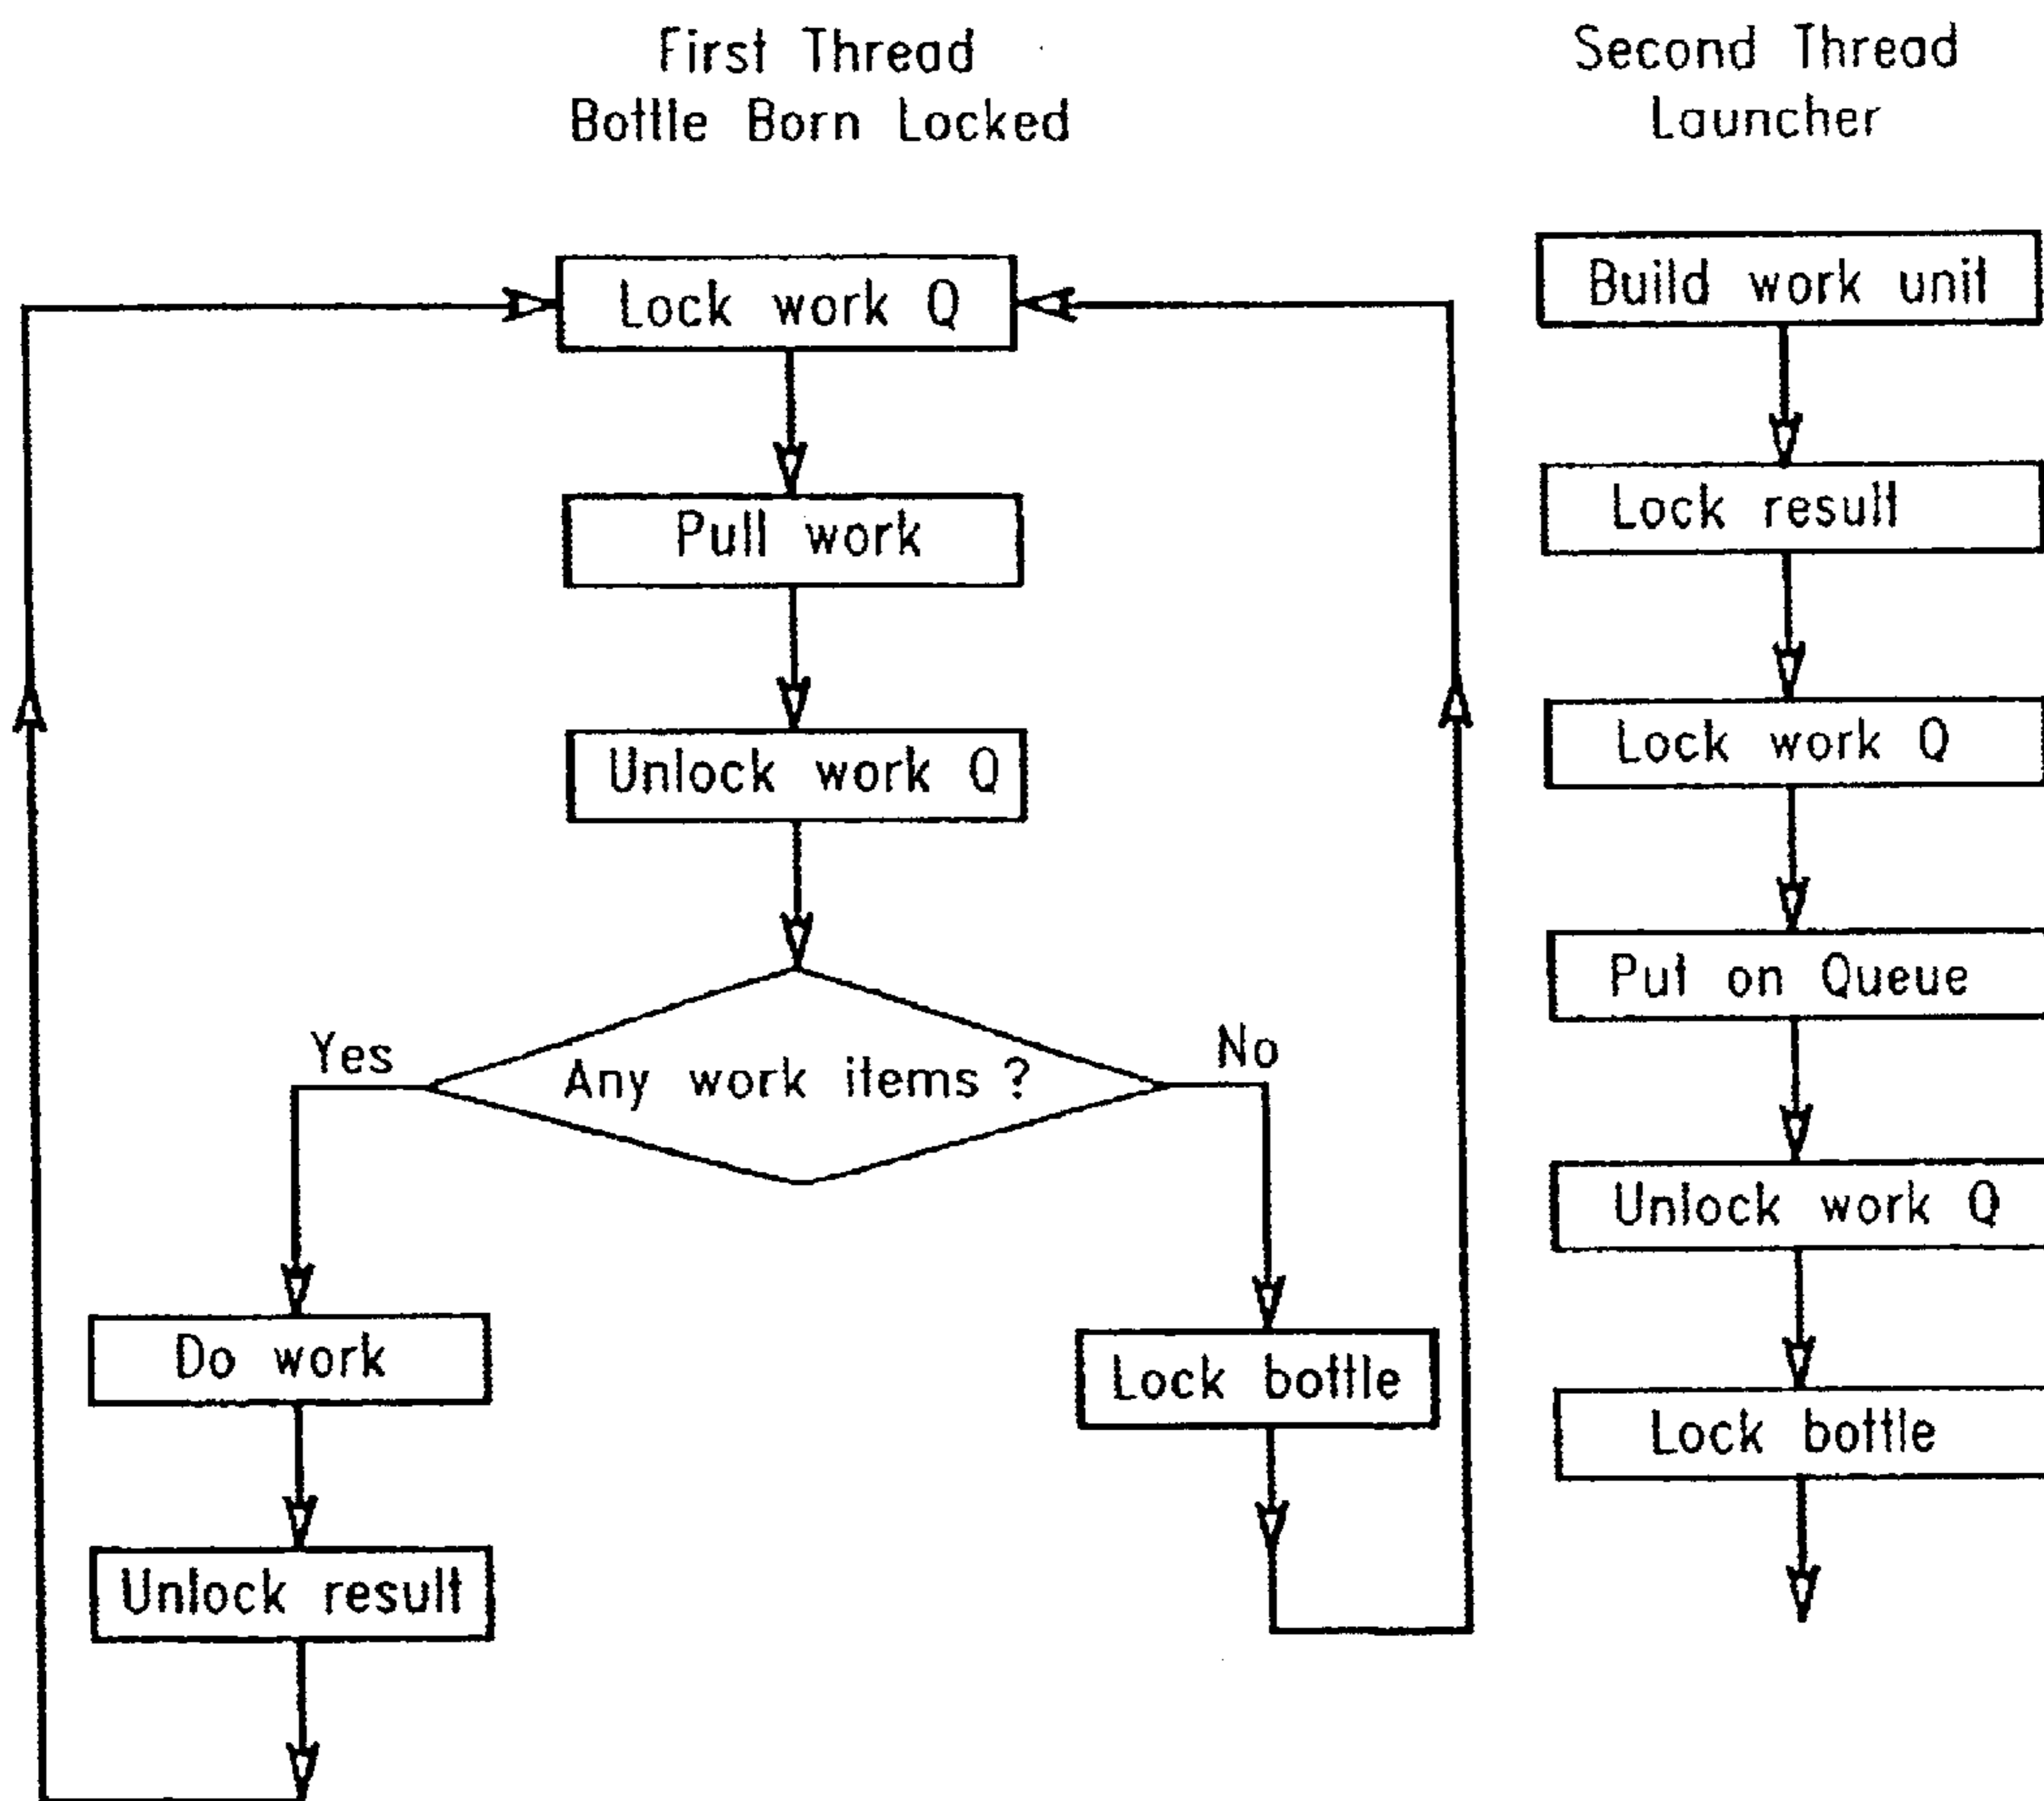 First Thread
Bottle Born Locked
Lock work Q
Pull work
Unlock work Q
Any work items ?
Yes
No
Do work
Unlock result
Lock bottle
Second Thread
Launcher
Build work unit
Lock result
Lock work Q
Put on Queue
Unlock work Q
Lock bottle